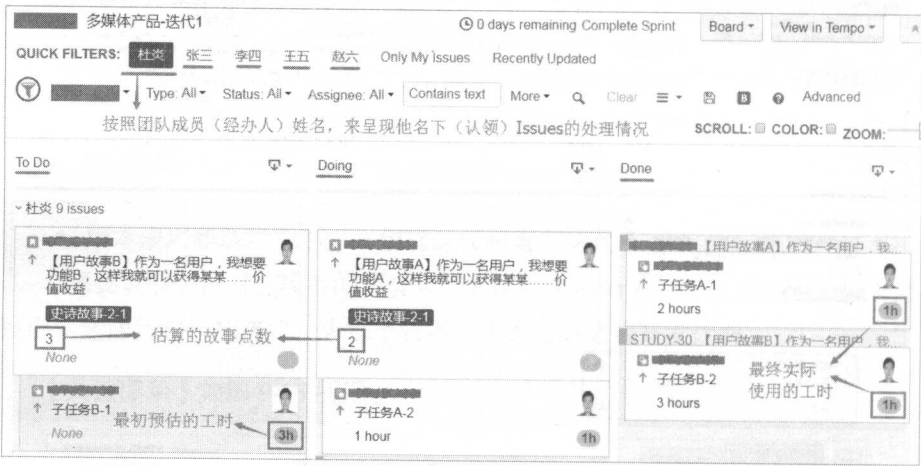 多媒体产品-迭代1
0 days remaining Complete Sprint
Board
View in Tempo
QUICK FILTERS: 杜炎 张三 李四 王五 赵六 Only My Issues Recently Updated
Type: All Status: All Assignee: All Contains text More Clear Advanced
按照团队成员（经办人）姓名，来呈现他名下（认领）Issues的处理情况
SCROLL: COLOR: ZOOM:
To Do
Doing
Done
杜炎 9 issues
【用户故事B】作为一名用户，我想要
功能B，这样我就可以获得某某……价
值收益
史诗故事-2-1
3
None
估算的故事点数
【用户故事A】作为一名用户，我想要
功能A，这样我就可以获得某某……价
值收益
史诗故事-2-1
2
None
【用户故事A】作为一名用户，我...
子任务A-1
2 hours
1h
STUDY-30 【用户故事B】作为一名用户，我...
子任务B-2
3 hours
1h
最终实际
使用的工时
子任务B-1
None
3h
最初预估的工时
子任务A-2
1 hour
1h